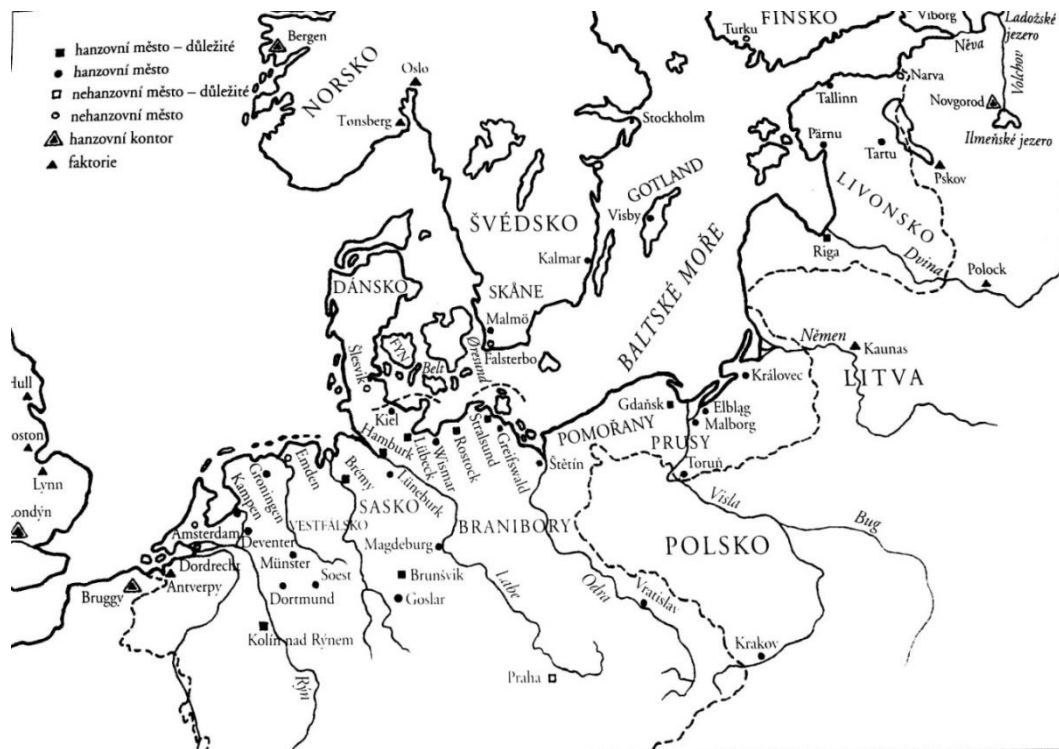 hanzovní město – důležité
hanzovní město
nehanzovní město – důležité
nehanzovní město
hanzovní kontor
faktorie
Bergen
NORSKO
Oslo
Tønsberg
FINSKO
Turku
Viborg
Ladožské
jezero
Něva
Volchov
Narva
Novgorod
Ilmeňské jezero
Tallinn
Pärnu
Tartu
Pskov
LIVONSKO
Stockholm
GOTLAND
Visby
ŠVÉDSKO
Kalmar
Riga
Dvina
Polock
DÁNSKO
SKÅNE
Malmö
Falsterbo
BALTSKÉ MOŘE
FYN
Belt
Øresund
Šlesvik
Němen
Kaunas
LITVA
Královec
Hull
oston
Lynn
ondýn
Kiel
Hamburk
Lübeck
Wismar
Rostock
Stralsund
Greifswald
Štětín
POMOŘANY
Gdaňsk
Elbląg
Malborg
PRUSY
Toruń
Visla
Bug
Groningen
Emden
Brémy
Lüneburk
Kampen
SASKO
VESTFÁLSKO
BRANIBORY
POLSKO
Amsterdam
Deventer
Dordrecht
Münster
Magdeburg
Bruggy
Antverpy
Dortmund
Soest
Brunšvik
Goslar
Labe
Odra
Vratislav
Kolín nad Rýnem
Rýn
Praha
Krakov